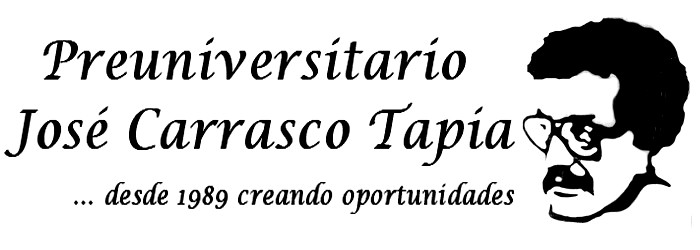 Preuniversitario
José Carrasco Tapia
... desde 1989 creando oportunidades